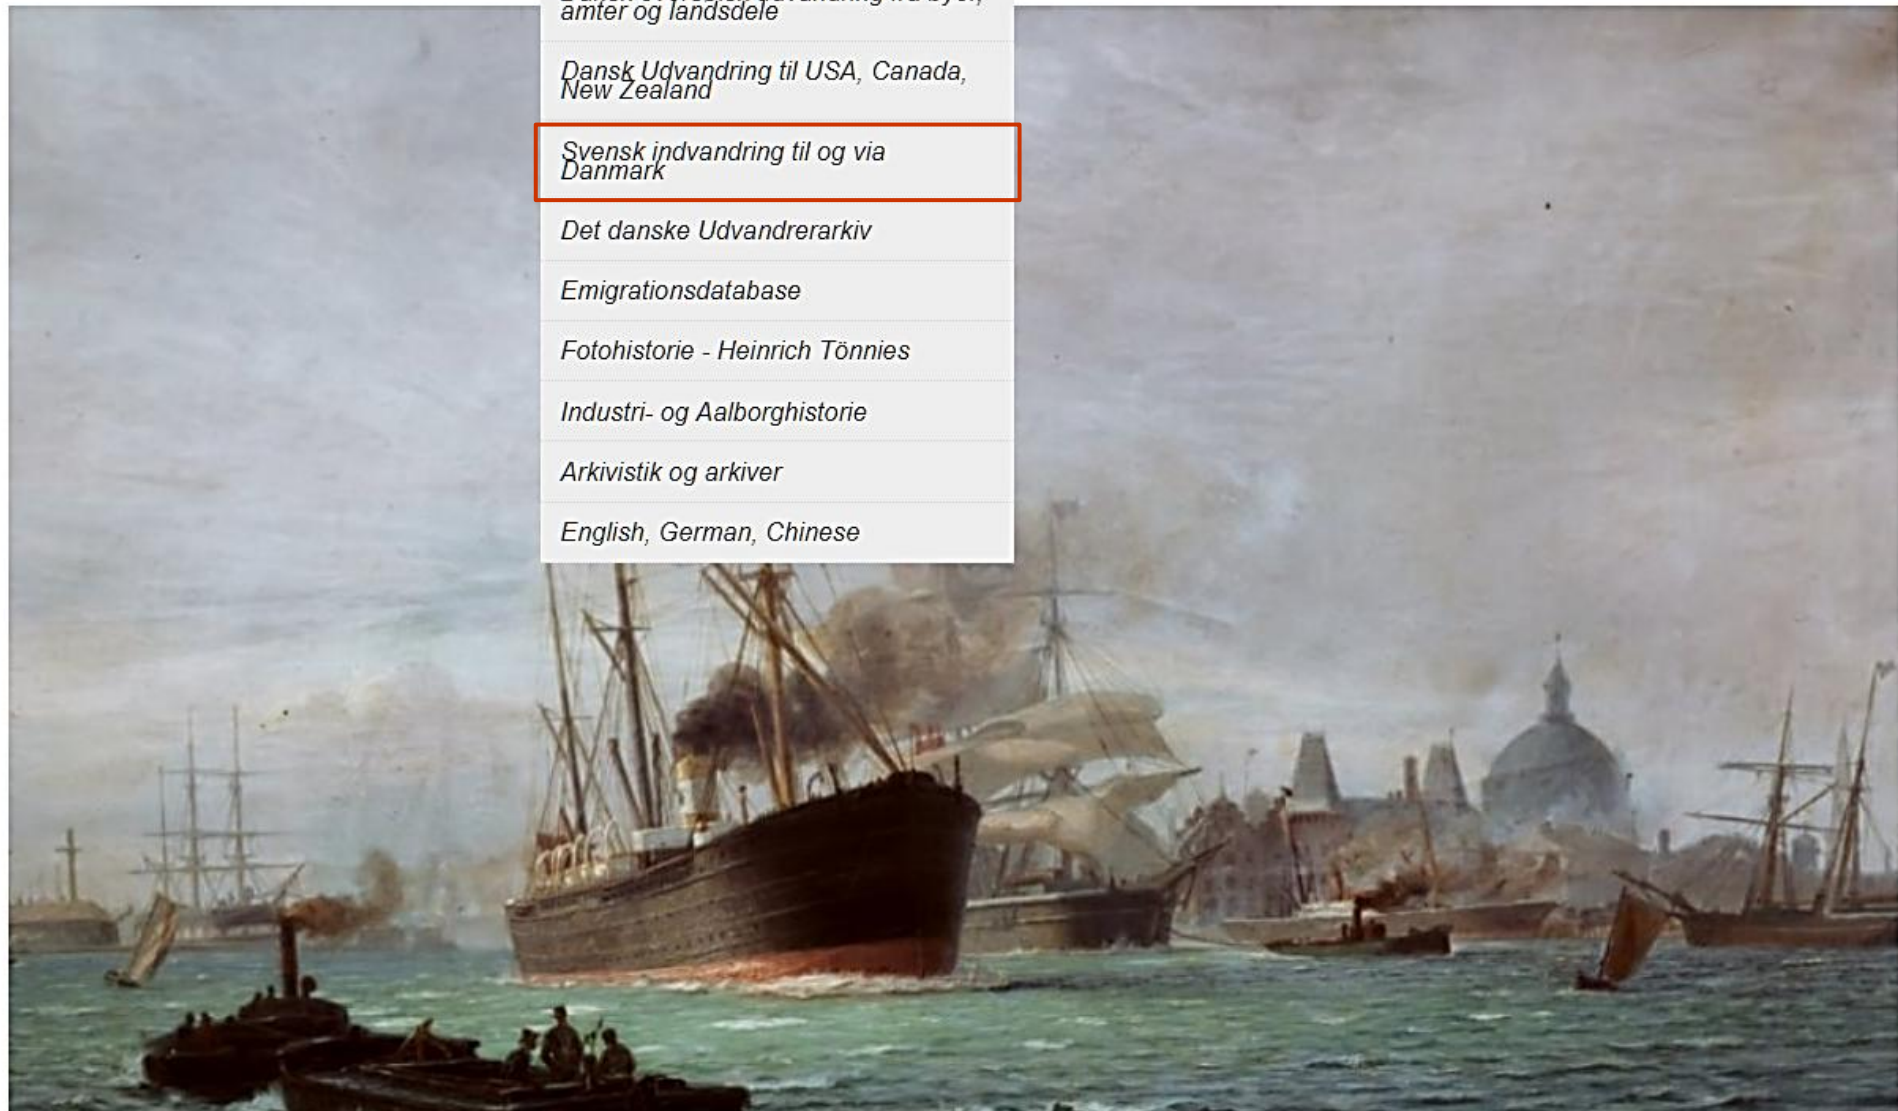 amter og landsdele
Dansk Udvandring til USA, Canada,
New Zealand
Svensk indvandring til og via
Danmark
Det danske Udvandrerarkiv
Emigrationsdatabase
Fotohistorie - Heinrich Tönnies
Industri- og Aalborghistorie
Arkivistik og arkiver
English, German, Chinese